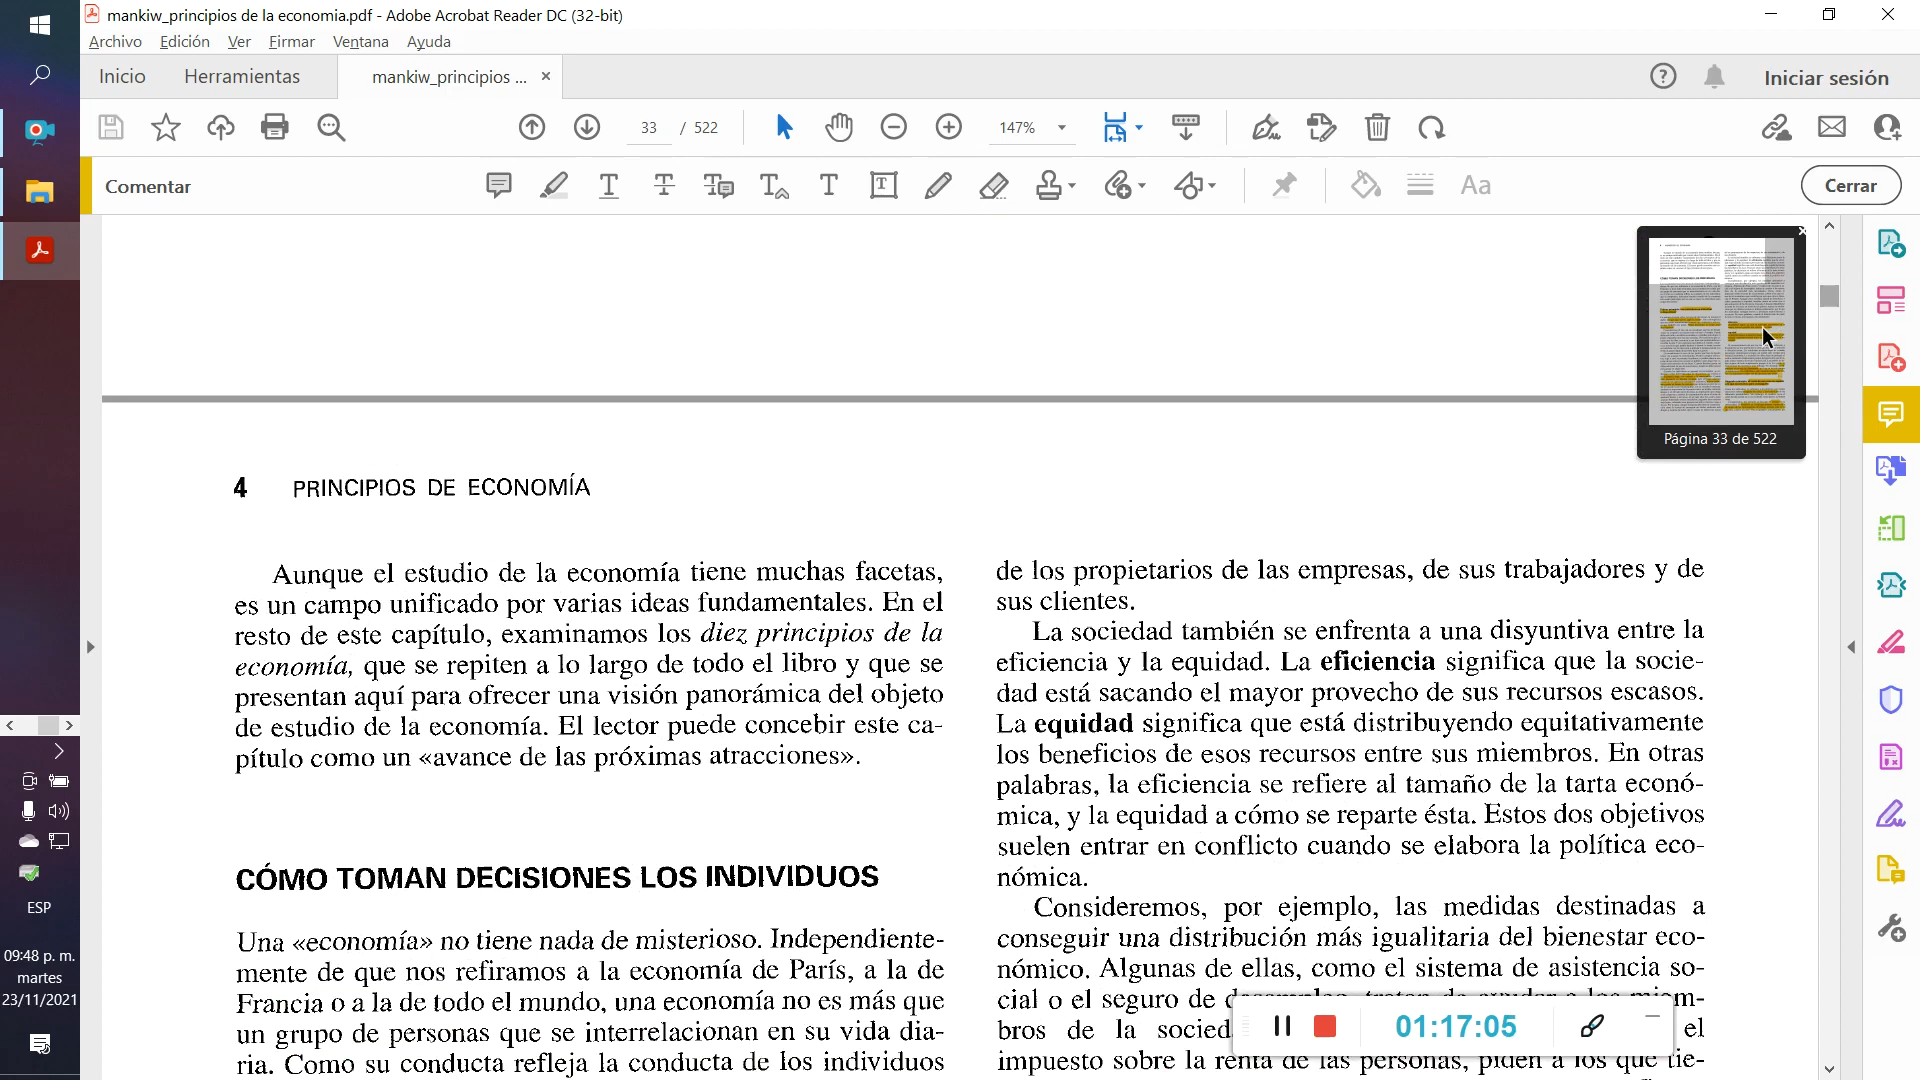 mankiw_principios de la economia.pdf - Adobe Acrobat Reader DC (32-bit)
Archivo Edición Ver Firmar Ventana Ayuda
Inicio Herramientas mankiw_principios ... Iniciar sesión
33 / 522 147%
Comentar Aa Cerrar
Página 33 de 522
4 PRINCIPIOS DE ECONOMÍA
Aunque el estudio de la economía tiene muchas facetas,
es un campo unificado por varias ideas fundamentales. En el
resto de este capítulo, examinamos los diez principios de la
economía, que se repiten a lo largo de todo el libro y que se
presentan aquí para ofrecer una visión panorámica del objeto
de estudio de la economía. El lector puede concebir este ca-
pítulo como un «avance de las próximas atracciones».
CÓMO TOMAN DECISIONES LOS INDIVIDUOS
Una «economía» no tiene nada de misterioso. Independiente-
mente de que nos refiramos a la economía de París, a la de
Francia o a la de todo el mundo, una economía no es más que
un grupo de personas que se interrelacionan en su vida dia-
ria. Como su conducta refleja la conducta de los individuos
de los propietarios de las empresas, de sus trabajadores y de
sus clientes.
La sociedad también se enfrenta a una disyuntiva entre la
eficiencia y la equidad. La eficiencia significa que la socie-
dad está sacando el mayor provecho de sus recursos escasos.
La equidad significa que está distribuyendo equitativamente
los beneficios de esos recursos entre sus miembros. En otras
palabras, la eficiencia se refiere al tamaño de la tarta econó-
mica, y la equidad a cómo se reparte ésta. Estos dos objetivos
suelen entrar en conflicto cuando se elabora la política eco-
nómica.
Consideremos, por ejemplo, las medidas destinadas a
conseguir una distribución más igualitaria del bienestar eco-
nómico. Algunas de ellas, como el sistema de asistencia so-
cial o el seguro de
bros de la socied el
impuesto sobre la renta de las personas, piden a los que tie-
01:17:05
ESP
09:48 p. m.
martes
23/11/2021